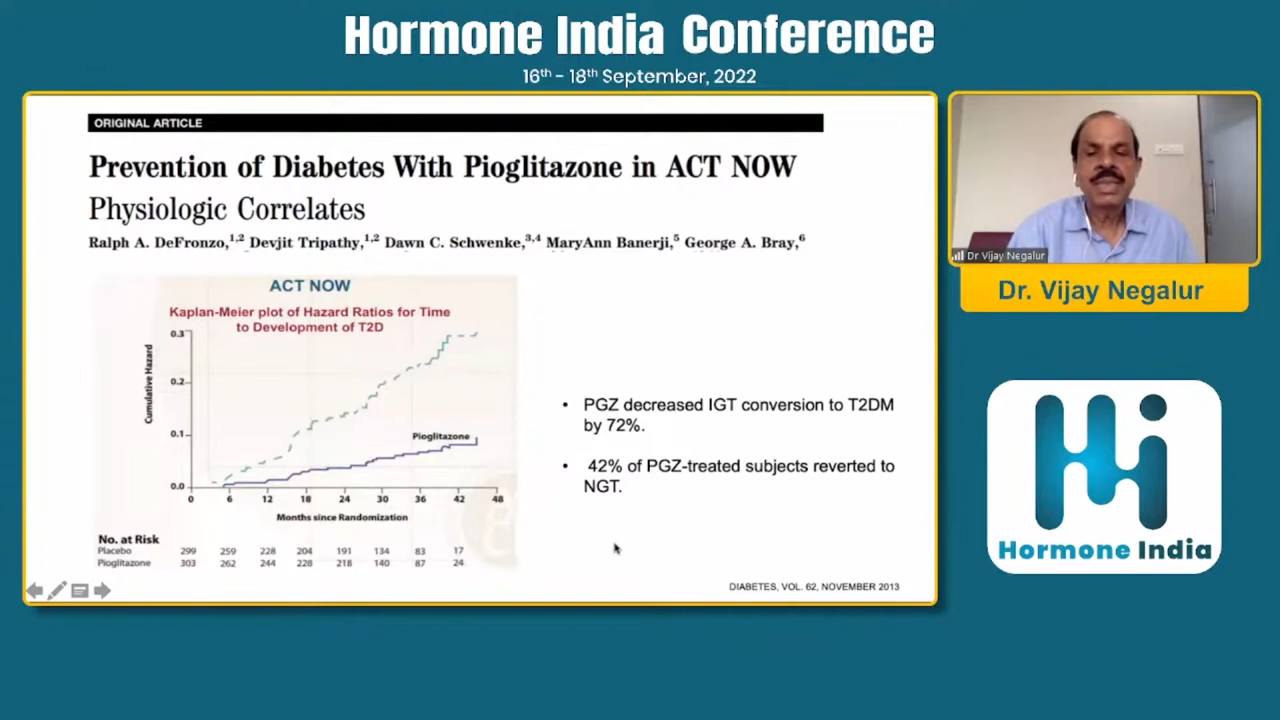 Hormone India Conference
16th - 18th September, 2022
ORIGINAL ARTICLE
Prevention of Diabetes With Pioglitazone in ACT NOW
Physiologic Correlates
Ralph A. DeFronzo,1,2 Devjit Tripathy,1,2 Dawn C. Schwenke,3,4 MaryAnn Banerji,5 George A. Bray,6
ACT NOW
Kaplan-Meier plot of Hazard Ratios for Time
to Development of T2D
Cumulative Hazard
0.3
0.2
0.1
0.0
Pioglitazone
0 6 12 18 24 30 36 42 48
Months since Randomization
No. at Risk
Placebo 299 259 228 204 191 134 83 17
Pioglitazone 303 262 244 228 218 140 87 24
• PGZ decreased IGT conversion to T2DM
by 72%.
• 42% of PGZ-treated subjects reverted to
NGT.
DIABETES, VOL. 62, NOVEMBER 2013
Dr Vijay Negalur
Dr. Vijay Negalur
Hormone India